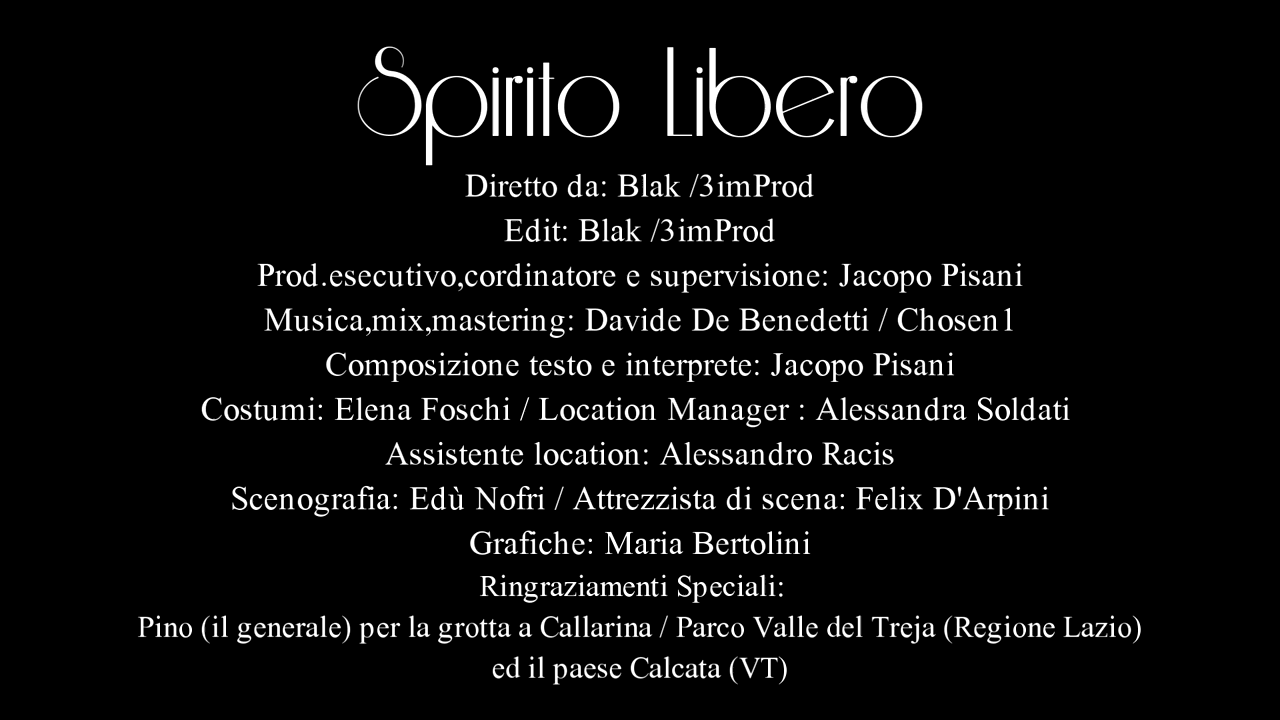 Spirito Libero
Diretto da: Blak /3imProd
Edit: Blak /3imProd
Prod.esecutivo,cordinatore e supervisione: Jacopo Pisani
Musica,mix,mastering: Davide De Benedetti / Chosen1
Composizione testo e interprete: Jacopo Pisani
Costumi: Elena Foschi / Location Manager : Alessandra Soldati
Assistente location: Alessandro Racis
Scenografia: Edù Nofri / Attrezzista di scena: Felix D'Arpini
Grafiche: Maria Bertolini
Ringraziamenti Speciali:
Pino (il generale) per la grotta a Callarina / Parco Valle del Treja (Regione Lazio)
ed il paese Calcata (VT)